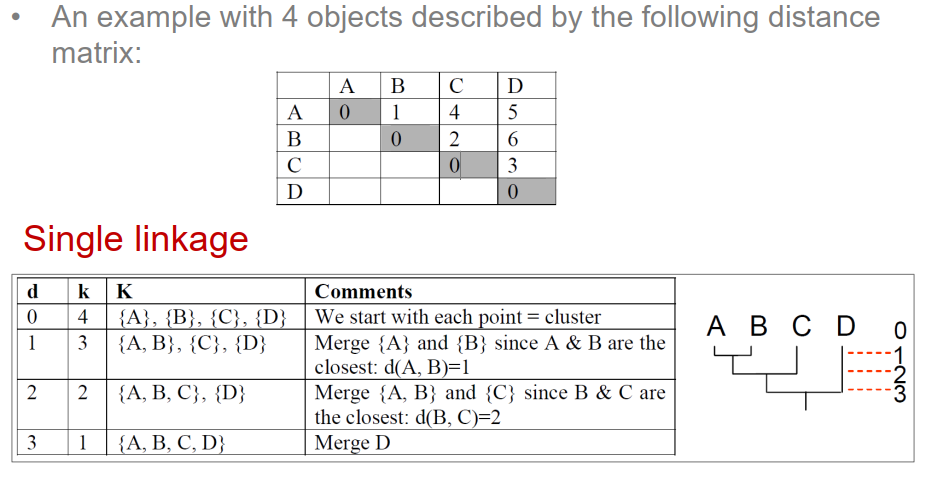 • An example with 4 objects described by the following distance
matrix:
A B C D
A 0 1 4 5
B 0 2 6
C 0 3
D 0
Single linkage
d k K Comments
0 4 {A}, {B}, {C}, {D} We start with each point = cluster
1 3 {A, B}, {C}, {D} Merge {A} and {B} since A & B are the
closest: d(A, B)=1
2 2 {A, B, C}, {D} Merge {A, B} and {C} since B & C are
the closest: d(B, C)=2
3 1 {A, B, C, D} Merge D
A B C D 0
1
2
3